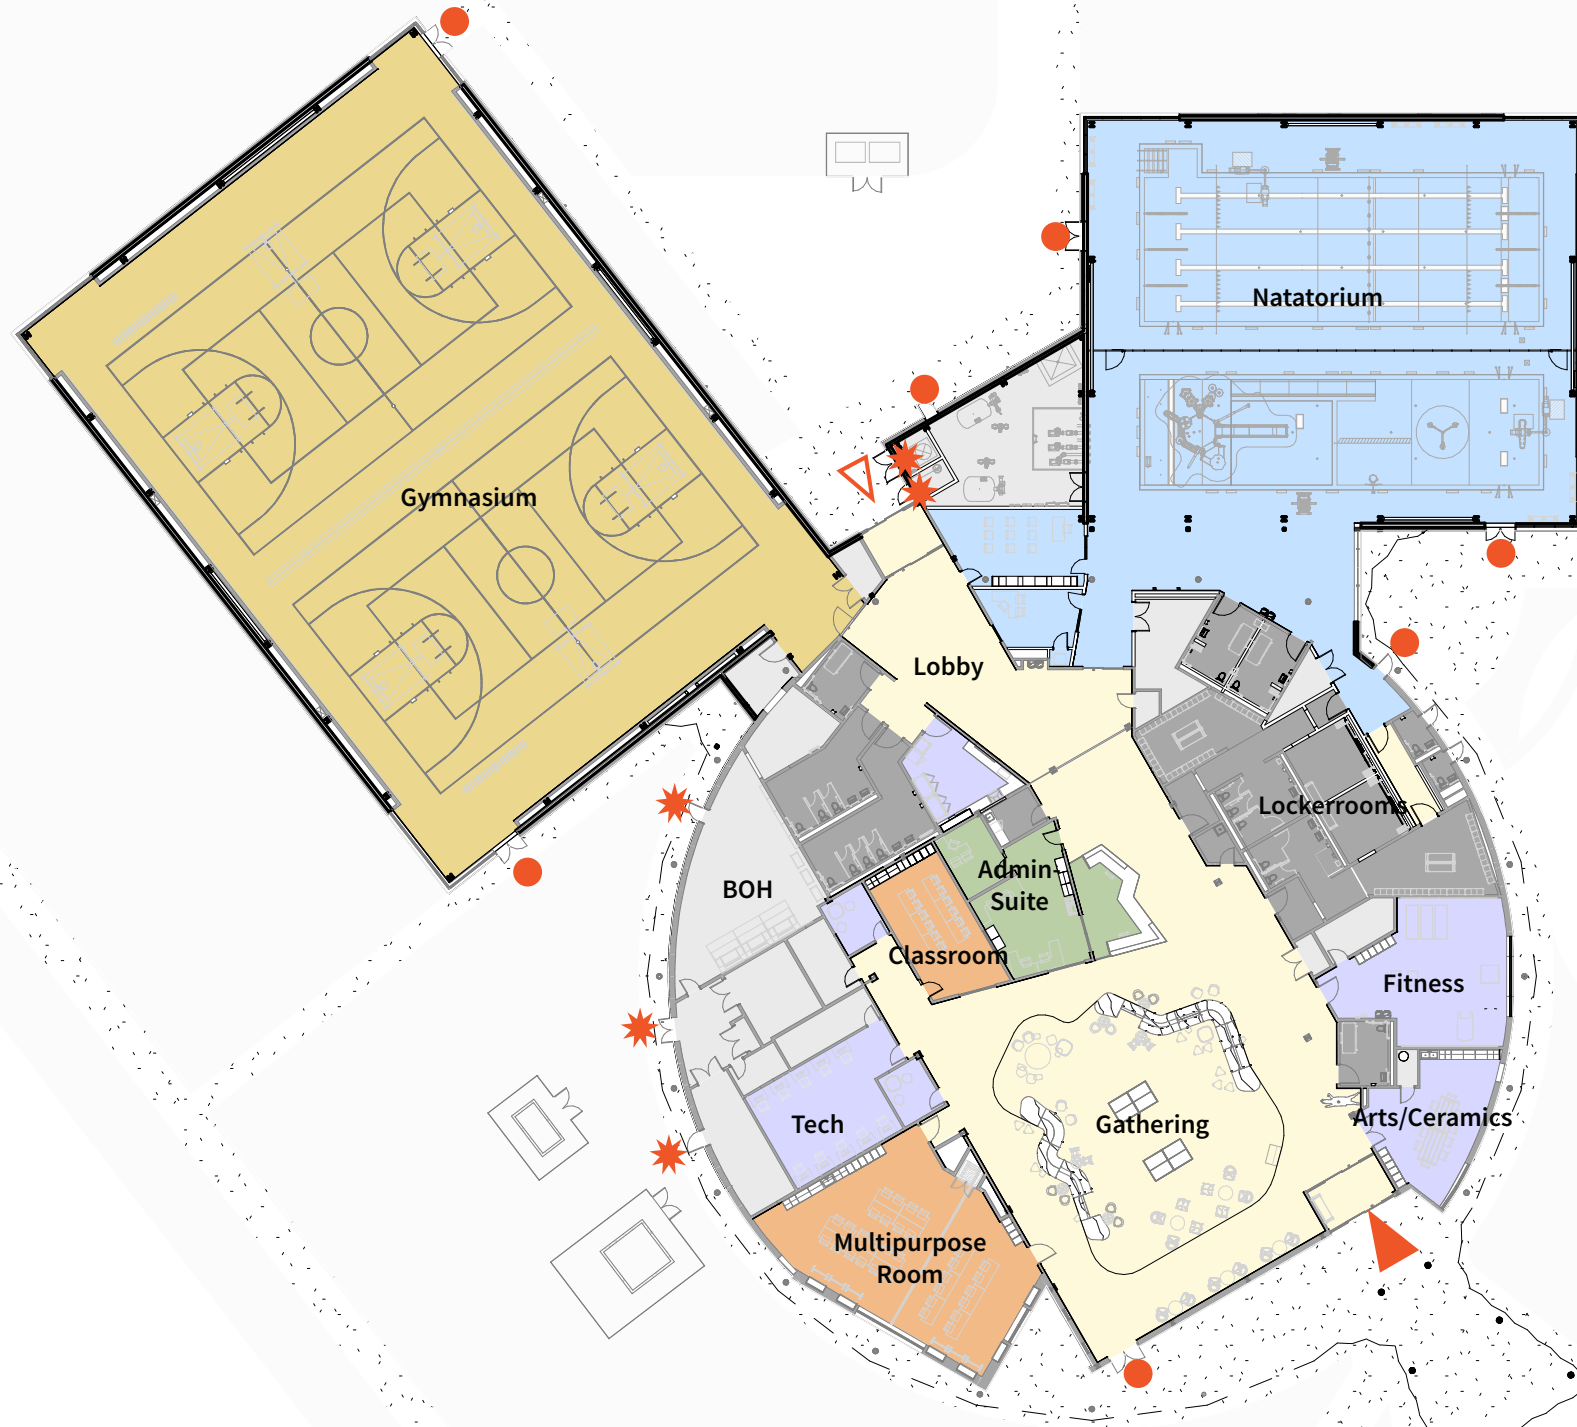 Natatorium
Gymnasium
Lobby
Lockerrooms
Admin-
Suite
BOH
Classroom
Fitness
Tech
Gathering
Arts/Ceramics
Multipurpose
Room